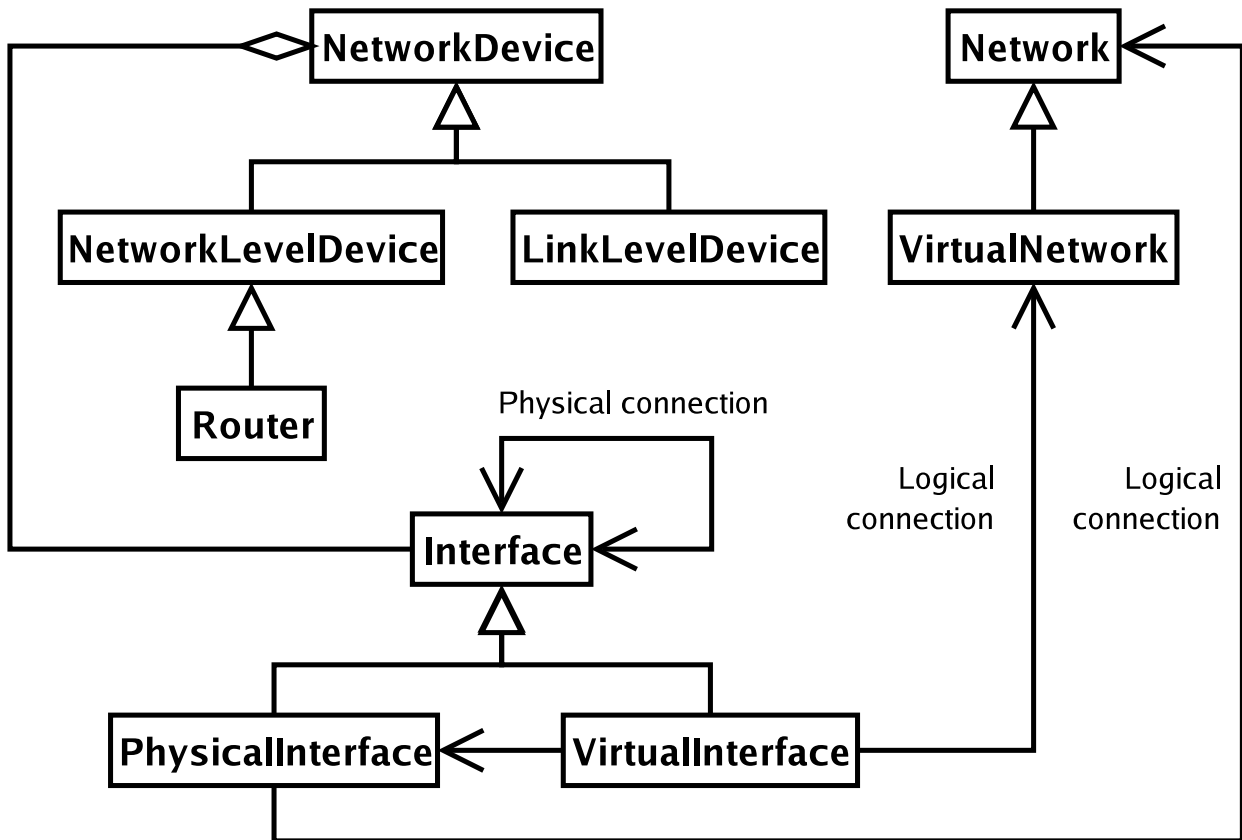 NetworkDevice
Network
NetworkLevelDevice
LinkLevelDevice
VirtualNetwork
Router
Physical connection
Logical
connection
Logical
connection
Interface
PhysicalInterface
VirtualInterface